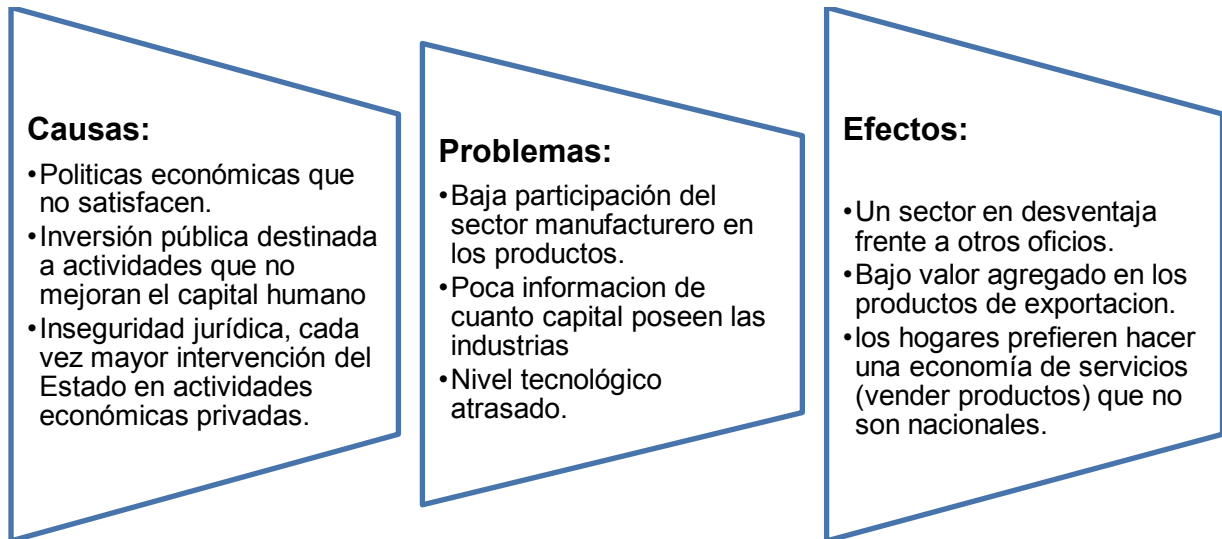 Causas:
•Politicas económicas que
no satisfacen.
•Inversión pública destinada
a actividades que no
mejoran el capital humano
•Inseguridad jurídica, cada
vez mayor intervención del
Estado en actividades
económicas privadas.
Problemas:
•Baja participación del
sector manufacturero en
los productos.
•Poca informacion de
cuanto capital poseen las
industrias
•Nivel tecnológico
atrasado.
Efectos:
•Un sector en desventaja
frente a otros oficios.
•Bajo valor agregado en los
productos de exportacion.
•los hogares prefieren hacer
una economía de servicios
(vender productos) que no
son nacionales.